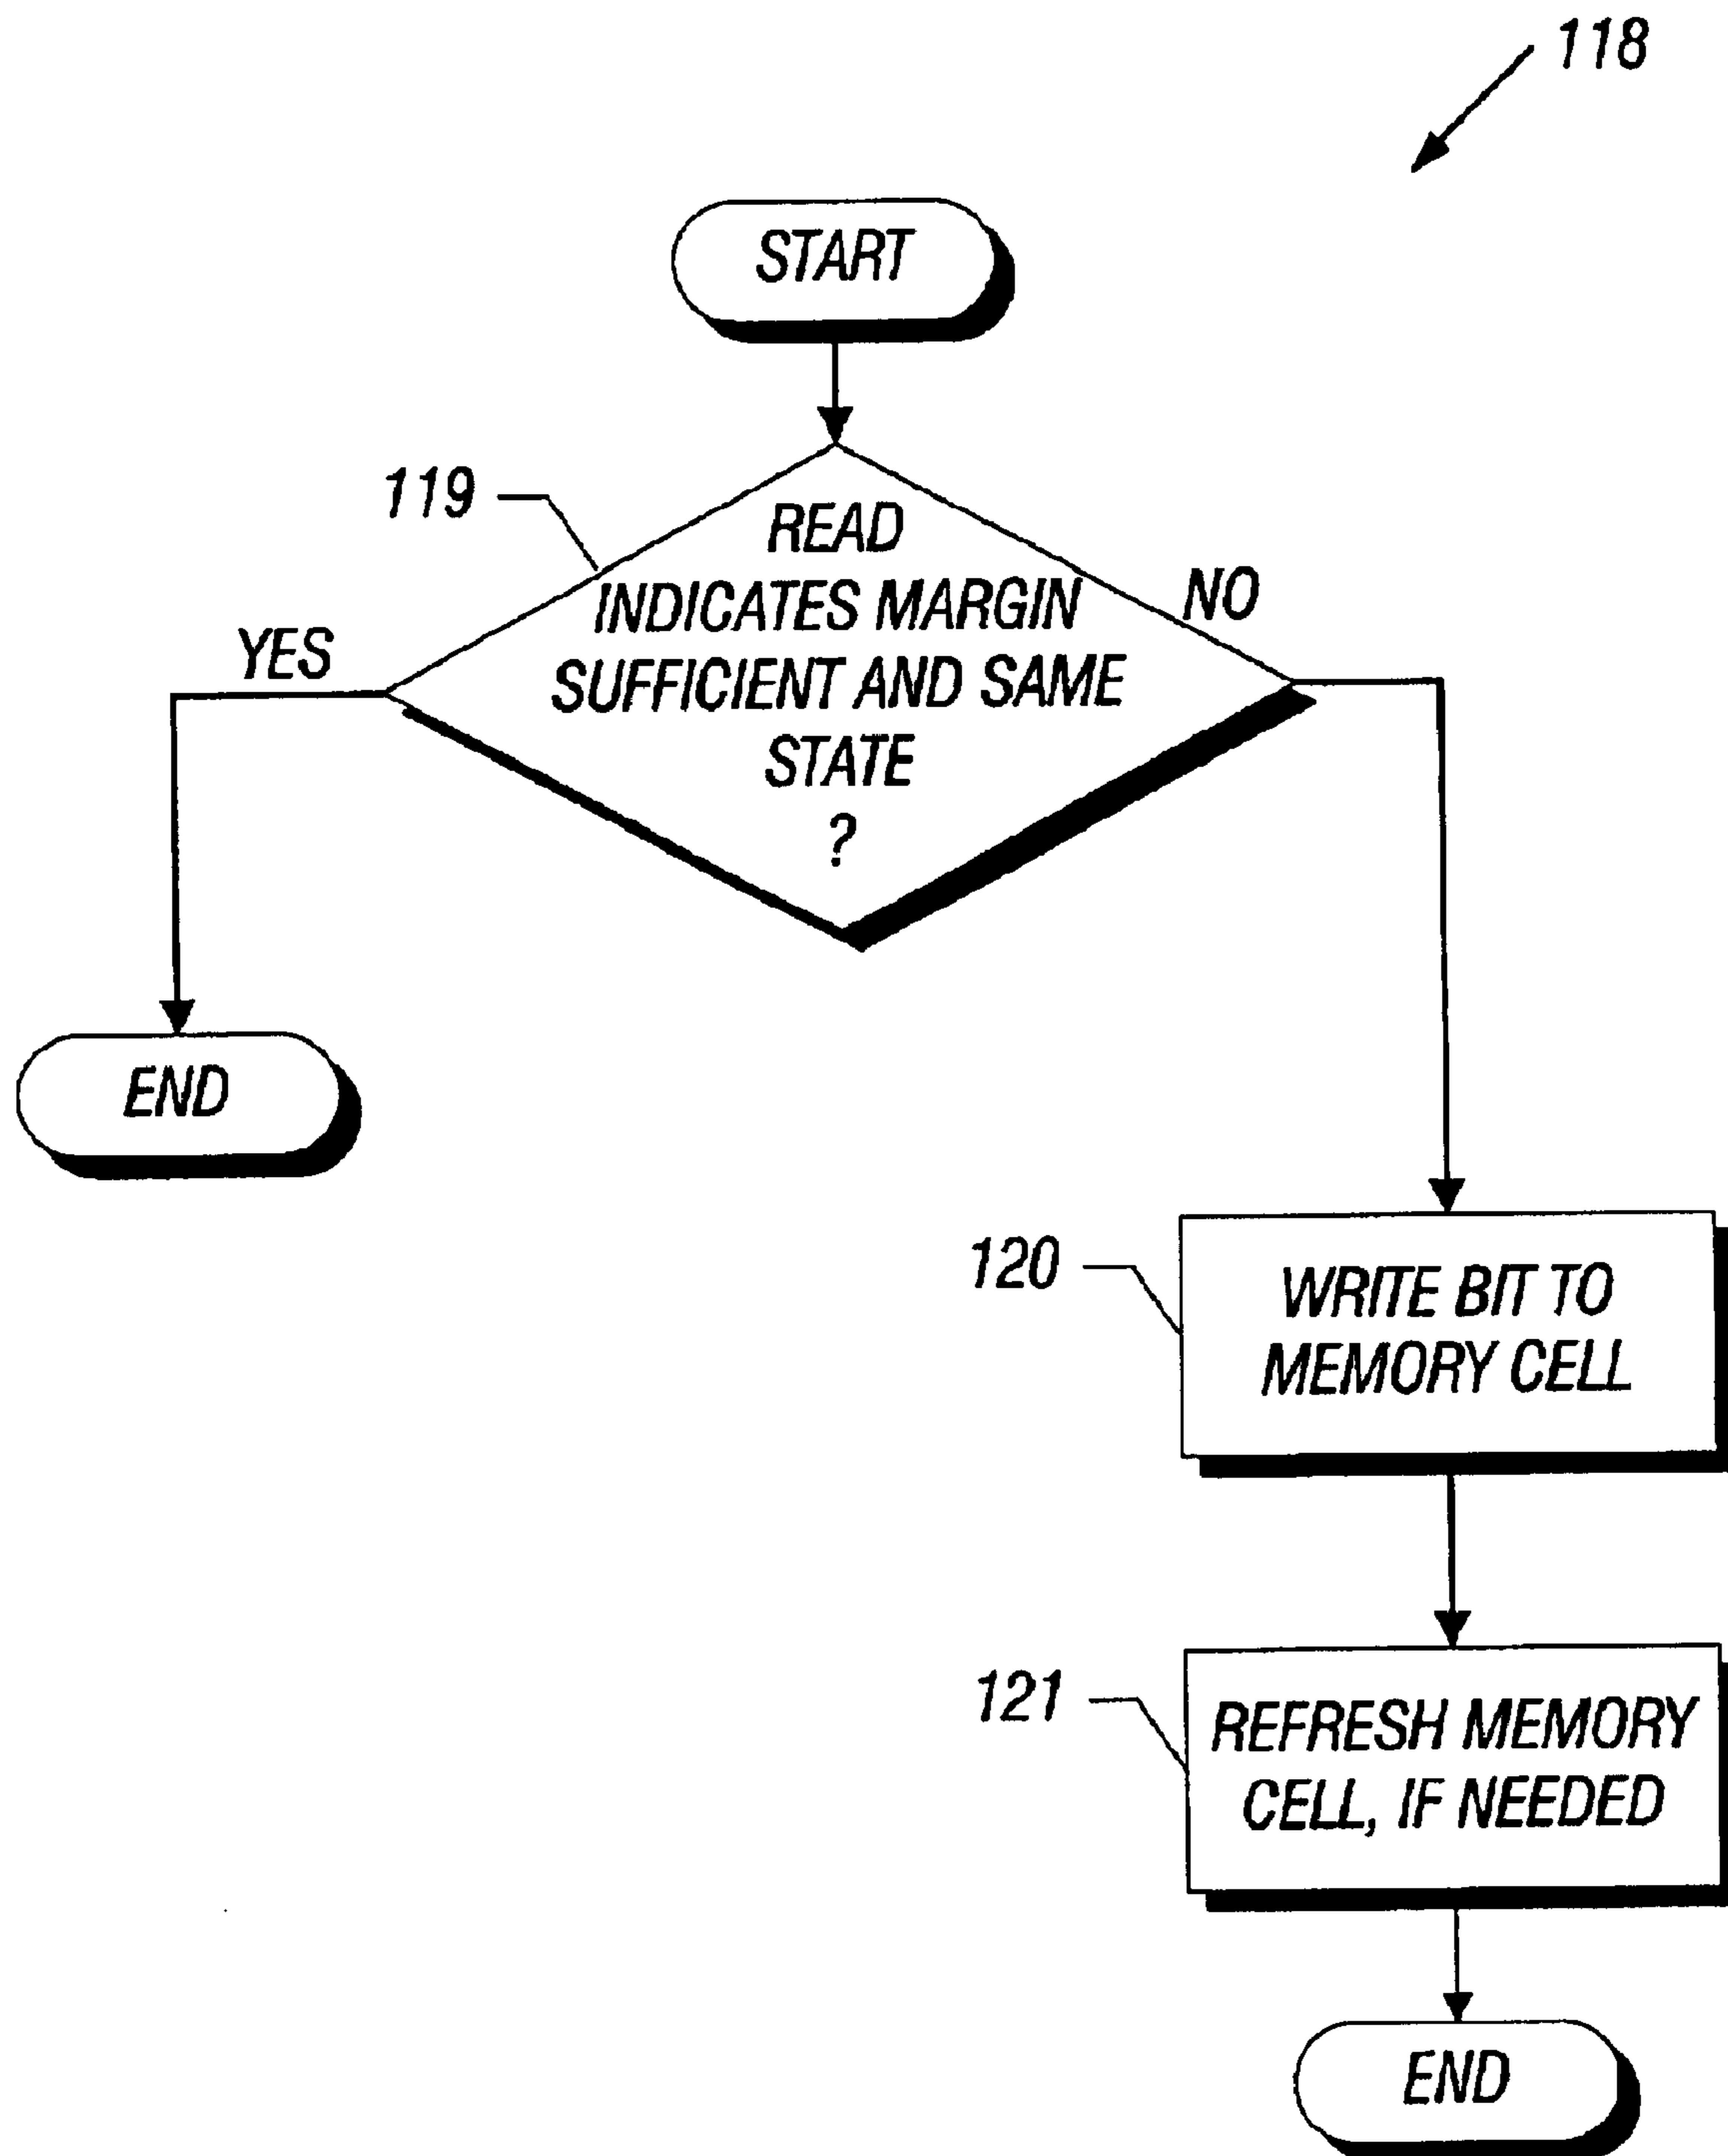 118
START
119
READ
INDICATES MARGIN
SUFFICIENT AND SAME
STATE
?
YES
NO
END
120
WRITE BIT TO
MEMORY CELL
121
REFRESH MEMORY
CELL, IF NEEDED
END